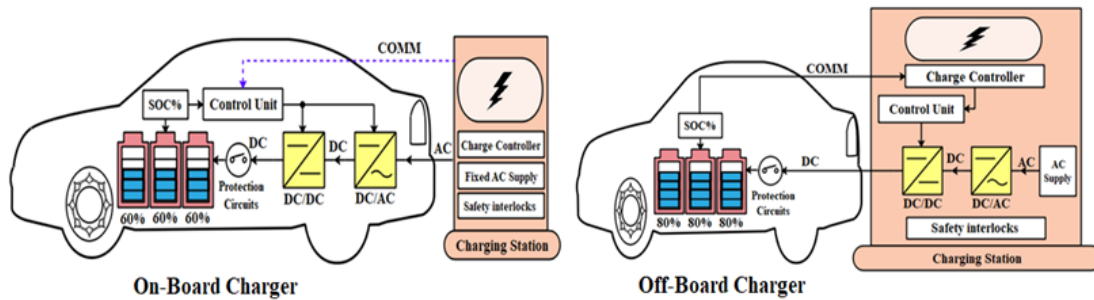 COMM
SOC%
Control Unit
DC
DC
AC
Protection
Circuits
DC/DC
DC/AC
60% 60% 60%
Charge Controller
Fixed AC Supply
Safety interlocks
Charging Station
On-Board Charger
COMM
Charge Controller
Control Unit
SOC%
DC
DC
AC
AC
Supply
Protection
Circuits
DC/DC
DC/AC
80% 80% 80%
Safety interlocks
Charging Station
Off-Board Charger